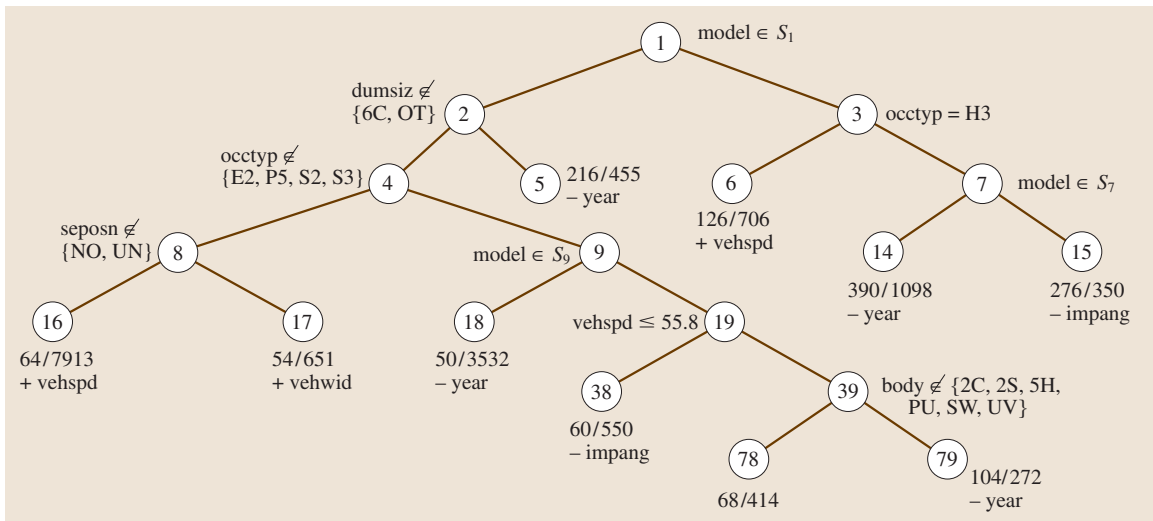 1
model ∈ S1
dumsiz ∉
{6C, OT}
2
3
occtyp = H3
occtyp ∉
{E2, P5, S2, S3}
4
5
216/455
– year
6
126/706
+ vehspd
7
model ∈ S7
seposn ∉
{NO, UN}
8
model ∈ S9
9
14
390/1098
– year
15
276/350
– impang
16
64/7913
+ vehspd
17
54/651
+ vehwid
18
50/3532
– year
vehspd ≤ 55.8
19
38
60/550
– impang
39
body ∉ {2C, 2S, 5H,
PU, SW, UV}
78
68/414
79
104/272
– year